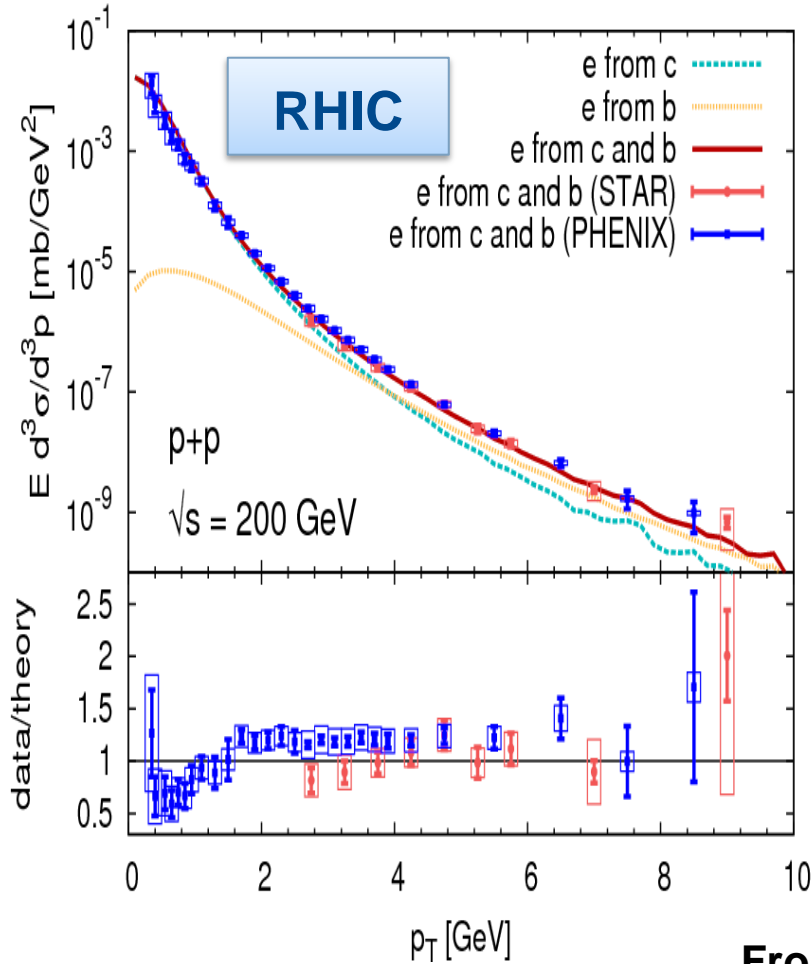 RHIC
e from c
e from b
e from c and b
e from c and b (STAR)
e from c and b (PHENIX)
E d³σ/d³p [mb/GeV²]
10⁻¹
10⁻³
10⁻⁵
10⁻⁷
10⁻⁹
p+p
√s = 200 GeV
data/theory
2.5
2
1.5
1
0.5
0 2 4 6 8 10
p_T [GeV]
Fro